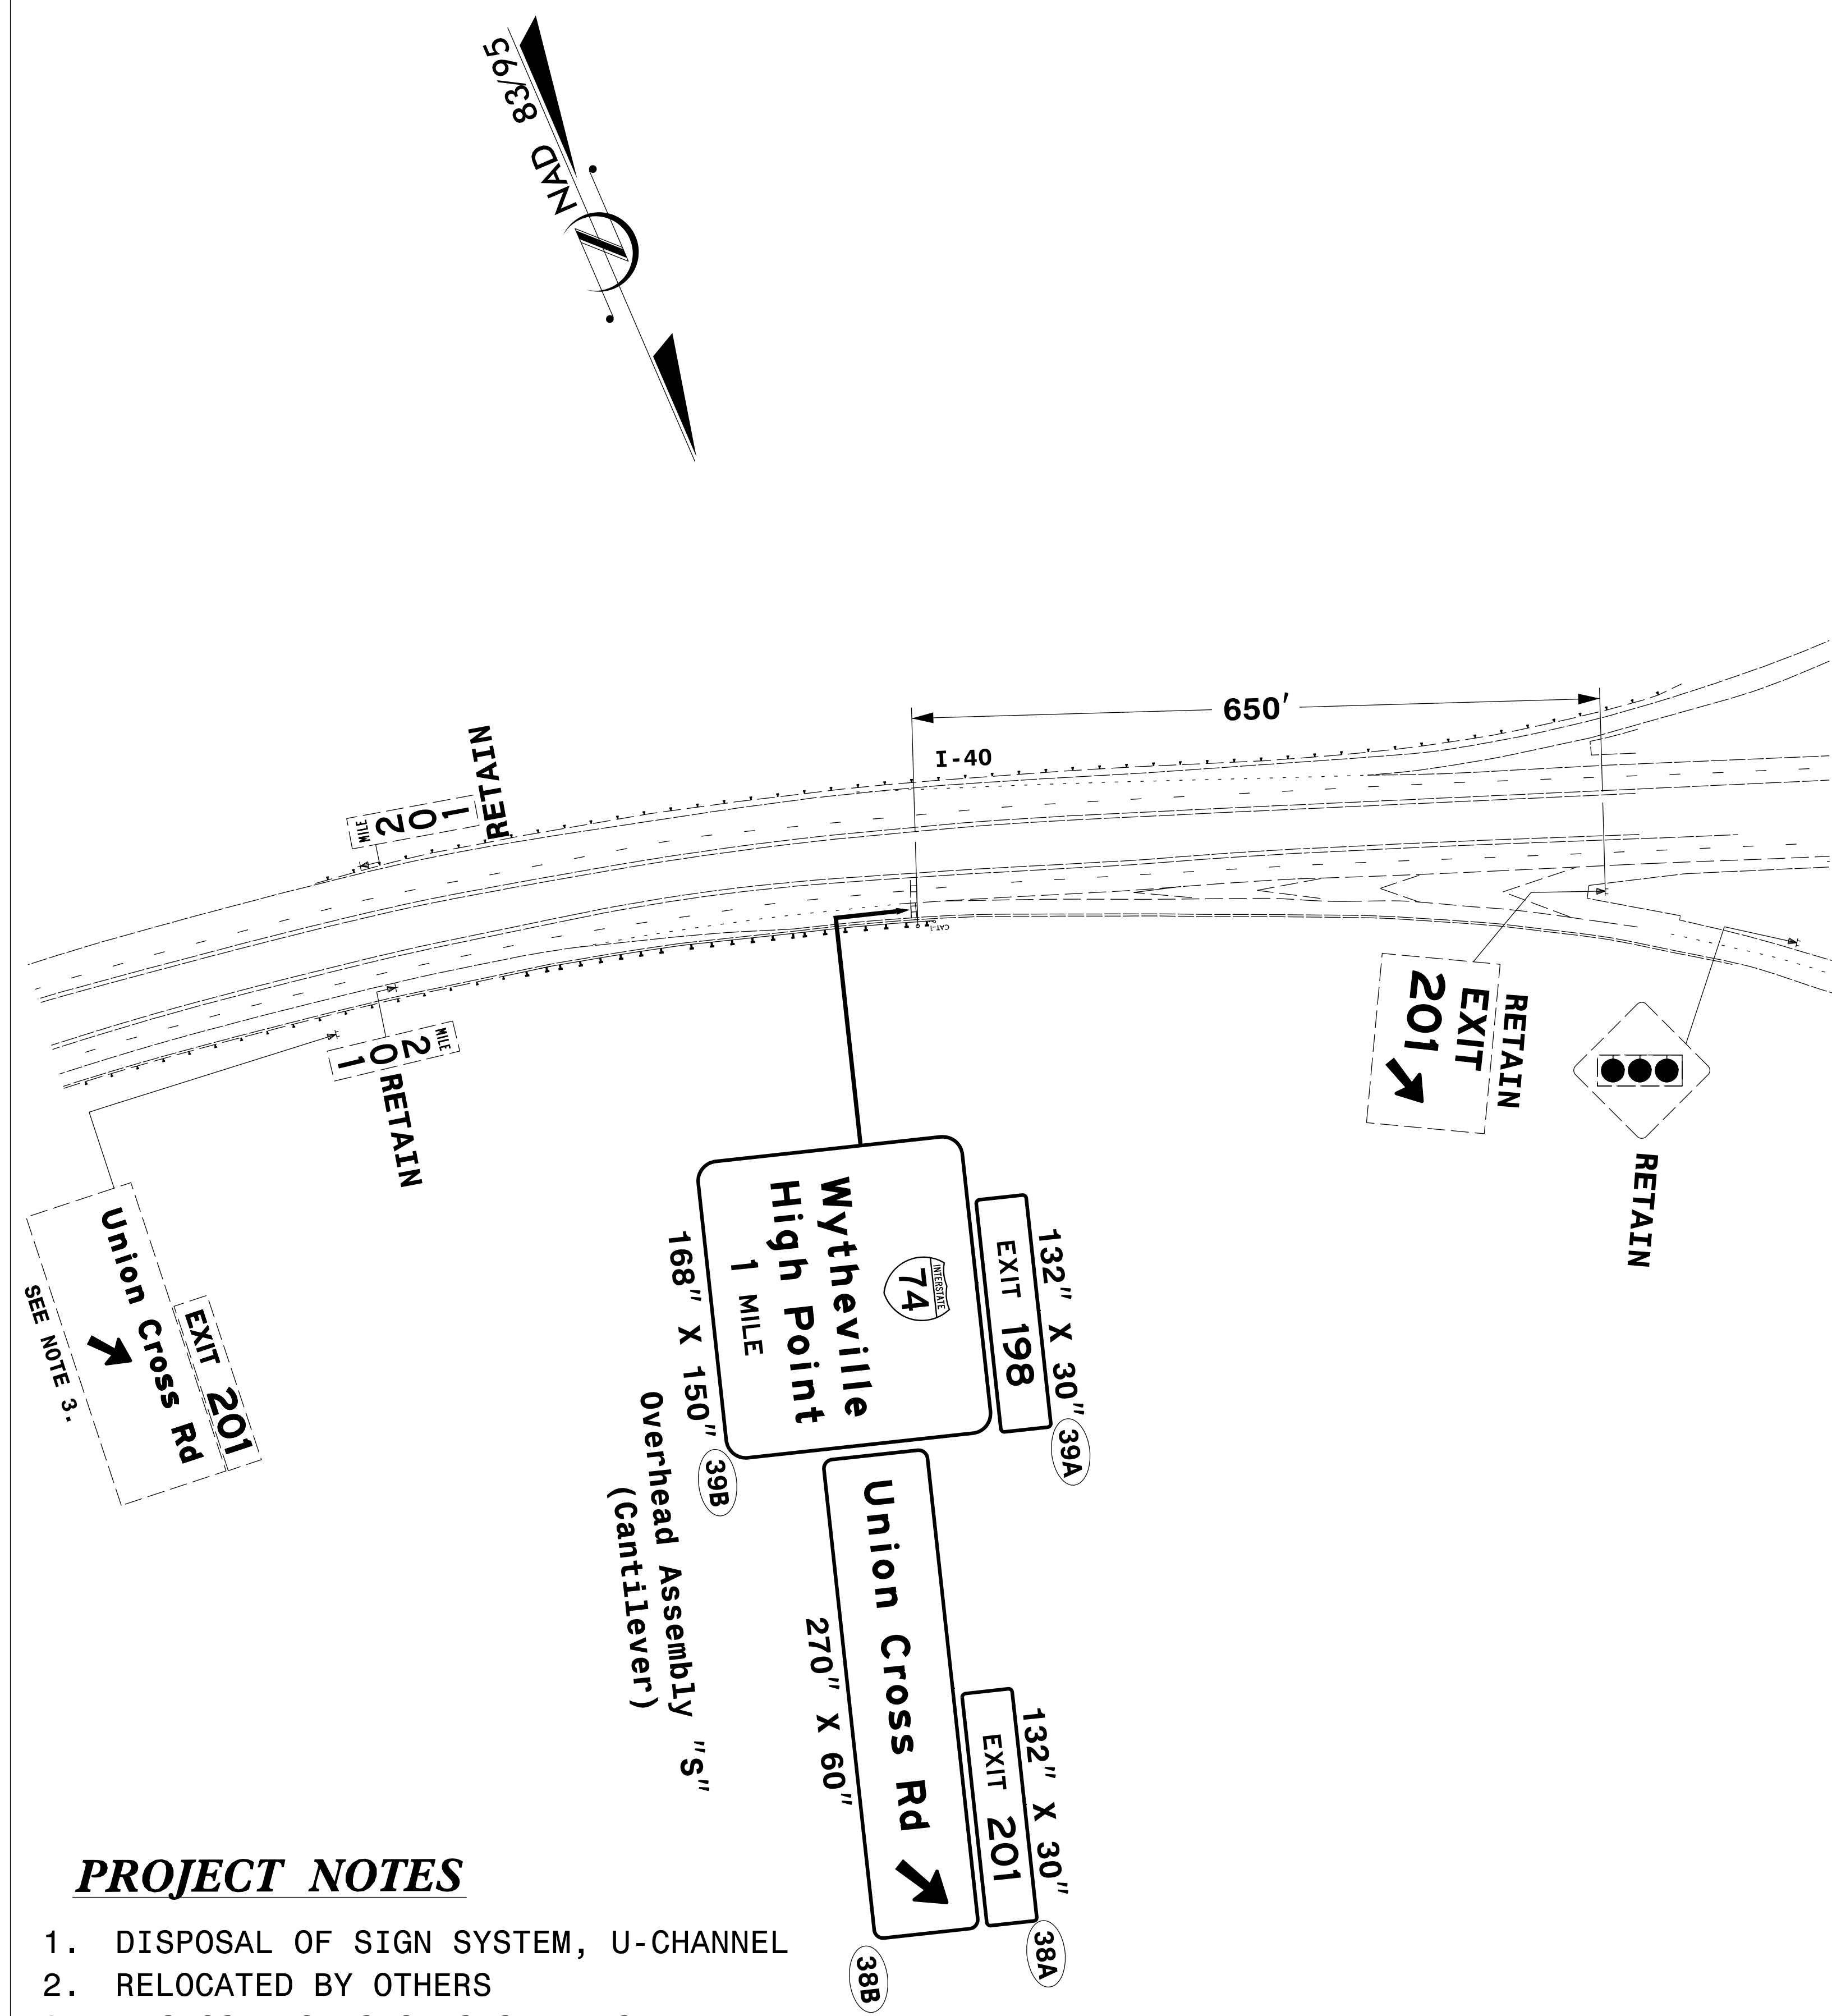 NAD 83/95
650'
I-40
MILE
201
RETAIN
MILE
201
RETAIN
CAT-1
RETAIN
EXIT
201
RETAIN
EXIT 201
Union Cross Rd
SEE NOTE 3.
132" X 30"
39A
EXIT 198
INTERSTATE
74
Wytheville
High Point
1 MILE
168" X 150"
39B
Overhead Assembly "S"
(Cantilever)
132" X 30"
38A
EXIT 201
Union Cross Rd
270" X 60"
38B
PROJECT NOTES
1. DISPOSAL OF SIGN SYSTEM, U-CHANNEL
2. RELOCATED BY OTHERS